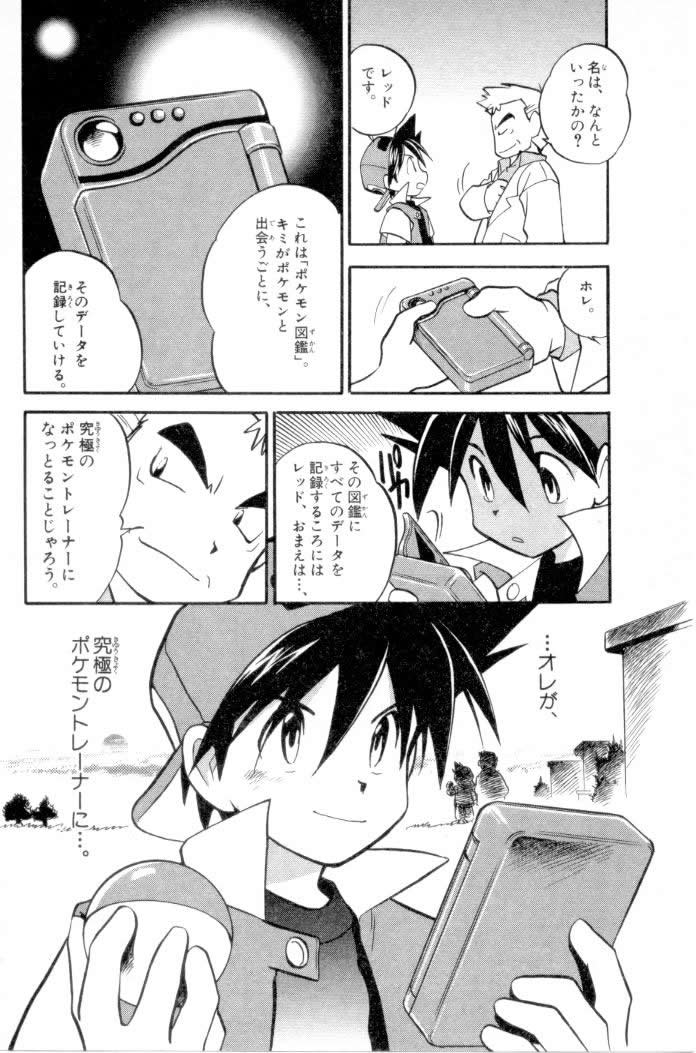 名は、なんと
いったかの？
レッド
です。
ホレ。
これは「ポケモン図鑑」。
キミがポケモンと
出会うごとに、
そのデータを
記録していける。
その図鑑に
すべてのデータを
記録するころには
レッド、おまえは…、
パカ
究極の
ポケモントレーナーに
なっとることじゃろう。
…オレが、
究極の
ポケモントレーナーに…。